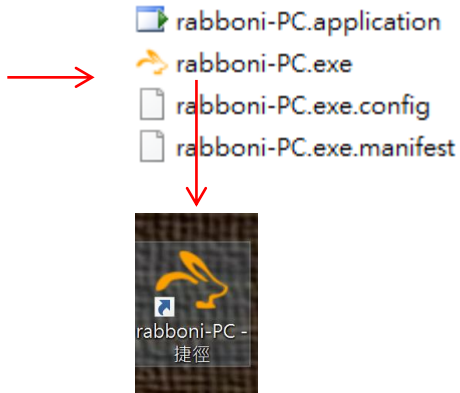 rabboni-PC.application
rabboni-PC.exe
rabboni-PC.exe.config
rabboni-PC.exe.manifest
rabboni-PC -
捷徑